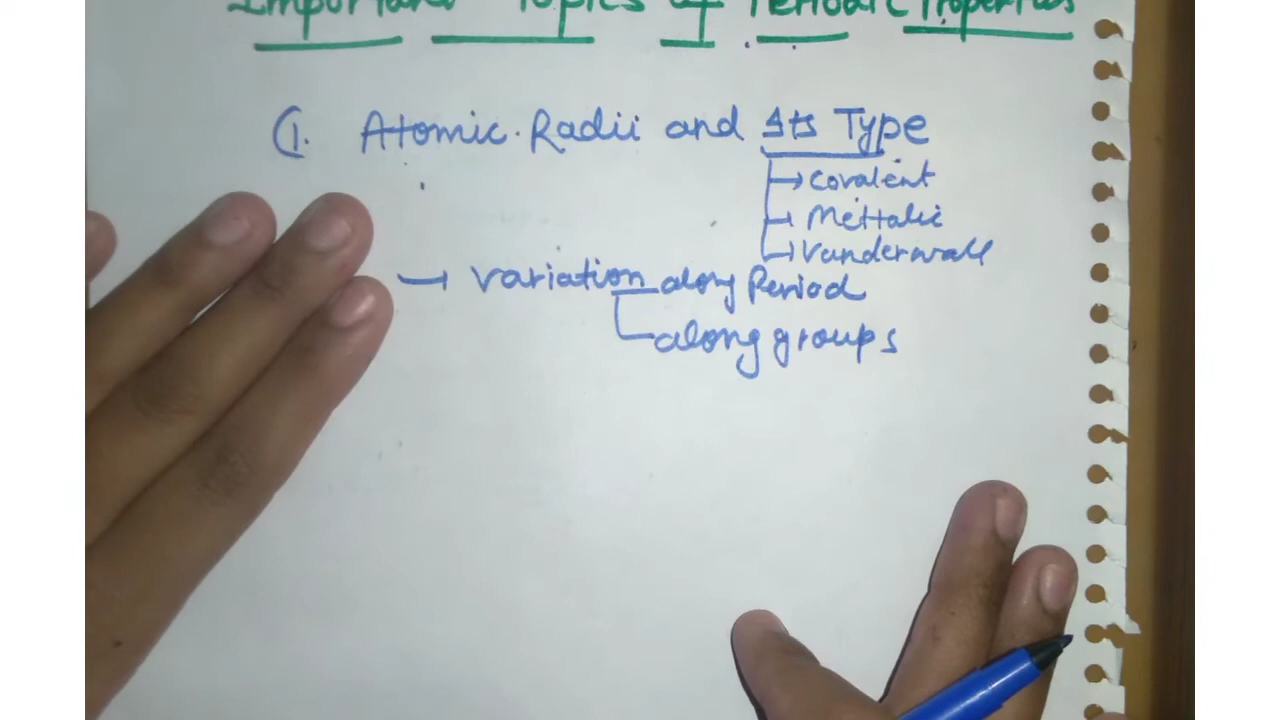 Important Topics of Periodic Properties
1. Atomic Radii and Its Type
→ Covalent
→ Mettalic
→ Vanderwall
→ Variation along Period
along groups